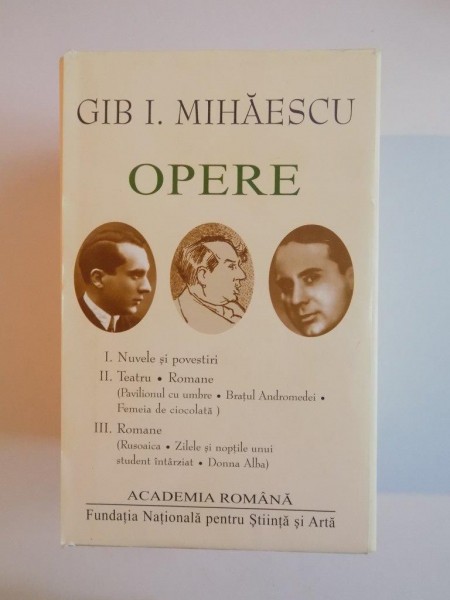 GIB I. MIHĂESCU
OPERE
I. Nuvele și povestiri
II. Teatru • Romane
(Pavilionul cu umbre • Brațul Andromedei •
Femeia de ciocolată )
III. Romane
(Rusoaica • Zilele și nopțile unui
student întârziat • Donna Alba)
ACADEMIA ROMÂNĂ
Fundația Națională pentru Știință și Artă